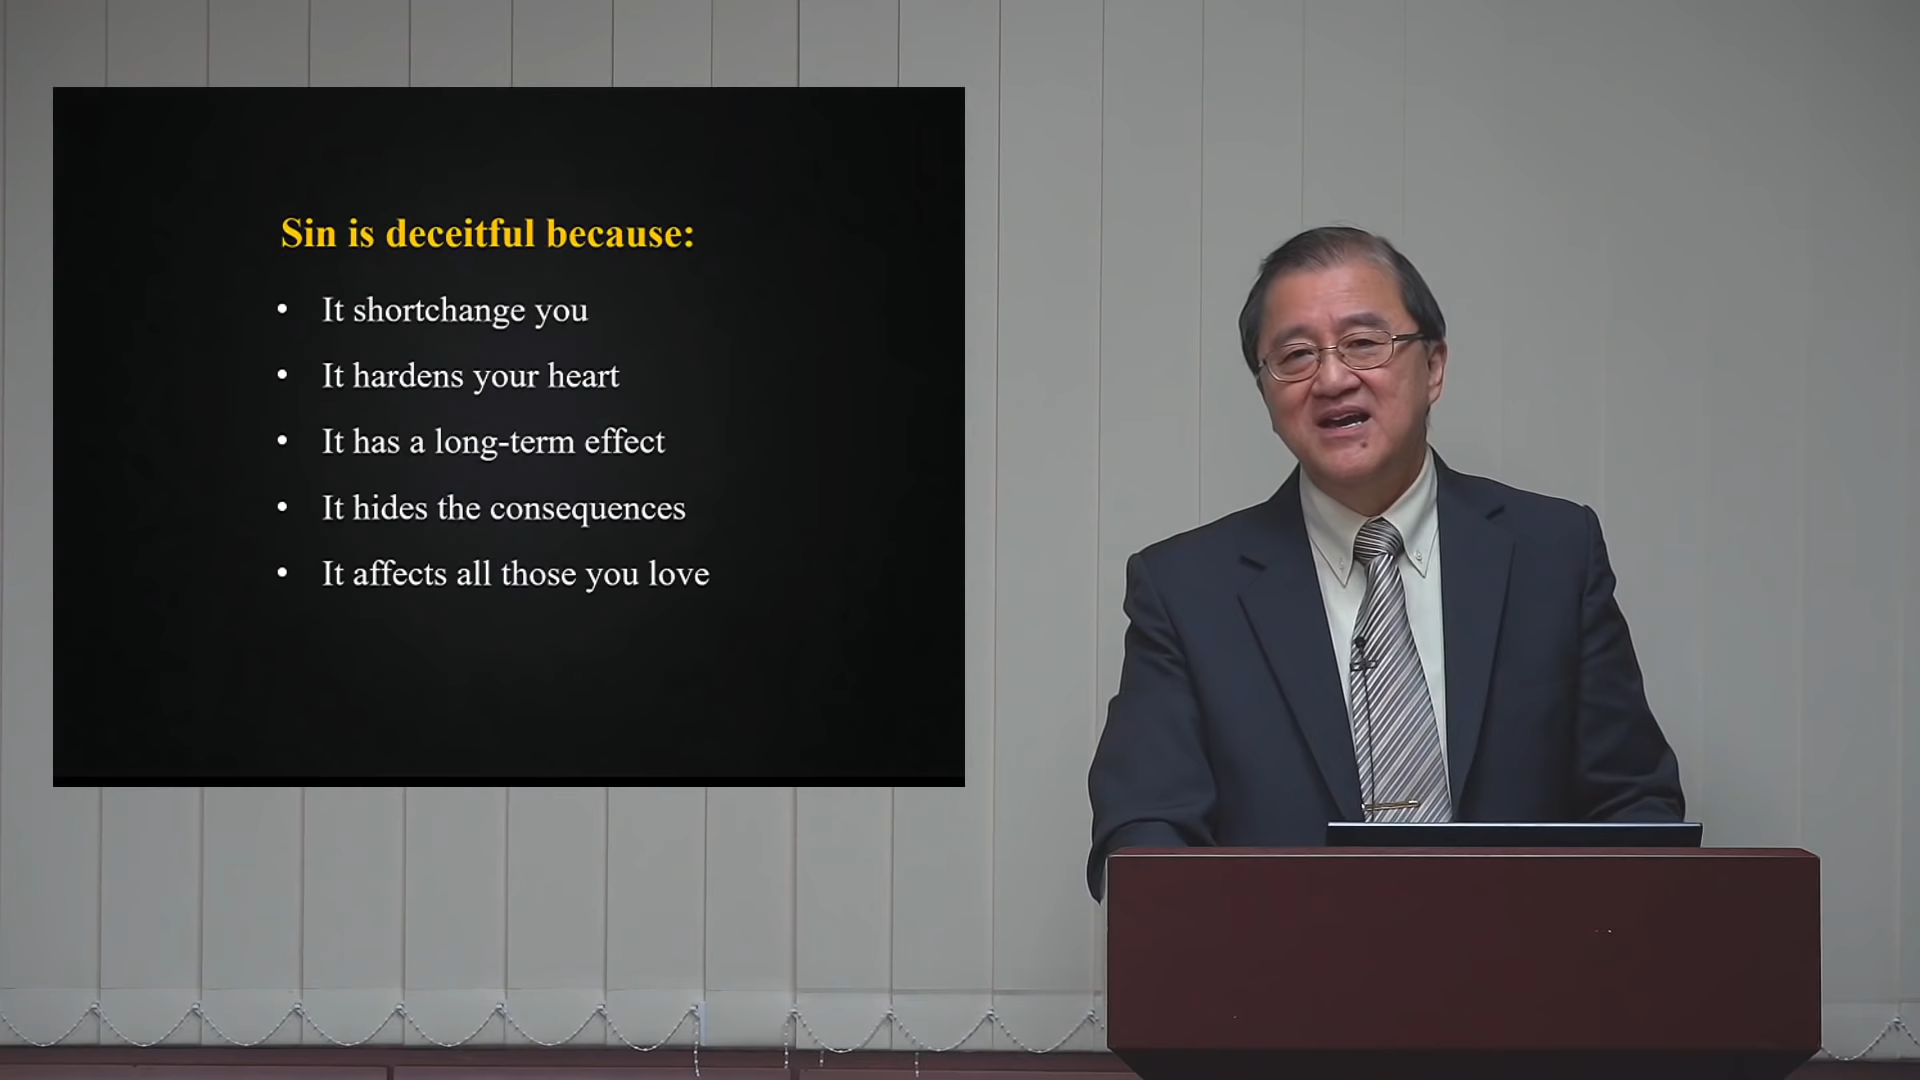 Sin is deceitful because:
• It shortchange you
• It hardens your heart
• It has a long-term effect
• It hides the consequences
• It affects all those you love